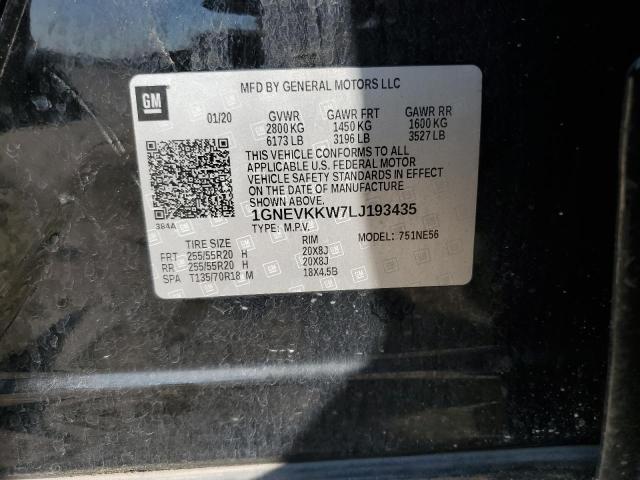 GM
MFD BY GENERAL MOTORS LLC
01/20 GVWR GAWR FRT GAWR RR
2800 KG 1450 KG 1600 KG
6173 LB 3196 LB 3527 LB
THIS VEHICLE CONFORMS TO ALL
APPLICABLE U.S. FEDERAL MOTOR
VEHICLE SAFETY STANDARDS IN EFFECT
ON THE DATE OF MANUFACTURE
SHOWN ABOVE.
384A
1GNEVKKW7LJ193435
TYPE: M.P.V. MODEL: 751NE56
TIRE SIZE RIM
FRT 255/55R20 H 20X8J
RR 255/55R20 H 20X8J
SPA T135/70R18 M 18X4.5B